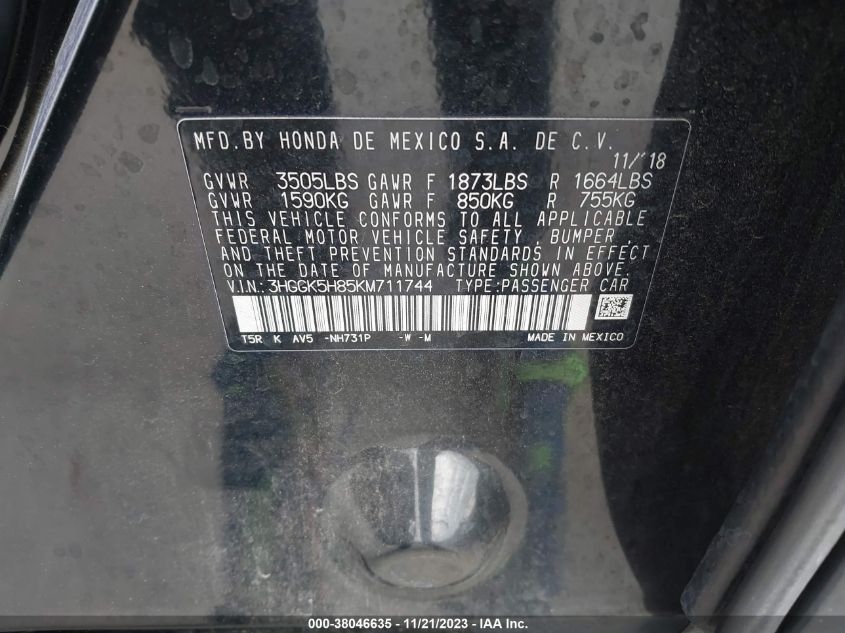 MFD.BY HONDA DE MEXICO S.A. DE C.V.
11/18
GVWR 3505LBS GAWR F 1873LBS R 1664LBS
GVWR 1590KG GAWR F 850KG R 755KG
THIS VEHICLE CONFORMS TO ALL APPLICABLE
FEDERAL MOTOR VEHICLE SAFETY , BUMPER ,
AND THEFT PREVENTION STANDARDS IN EFFECT
ON THE DATE OF MANUFACTURE SHOWN ABOVE.
V.I.N.: 3HGGK5H85KM711744 TYPE:PASSENGER CAR
T5R K AV5 -NH731P -W -M MADE IN MEXICO
000-38046635 - 11/21/2023 - IAA Inc.